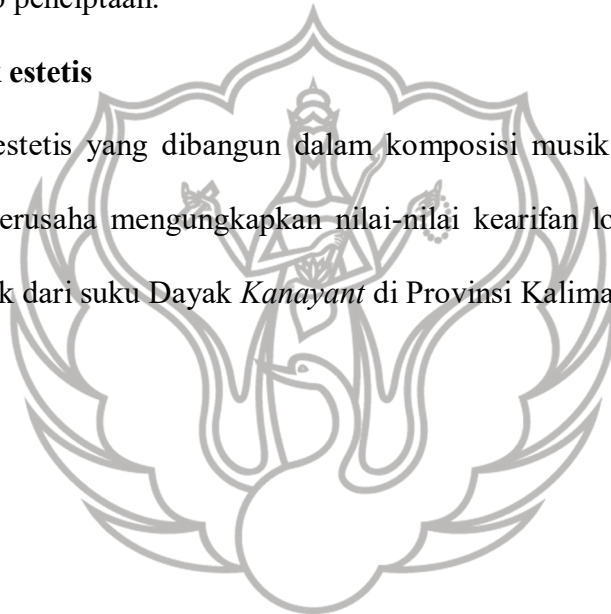 penciptaan.
estetis
estetis yang dibangun dalam komposisi musik
erusaha mengungkapkan nilai-nilai kearifan lo
k dari suku Dayak Kanayant di Provinsi Kalima